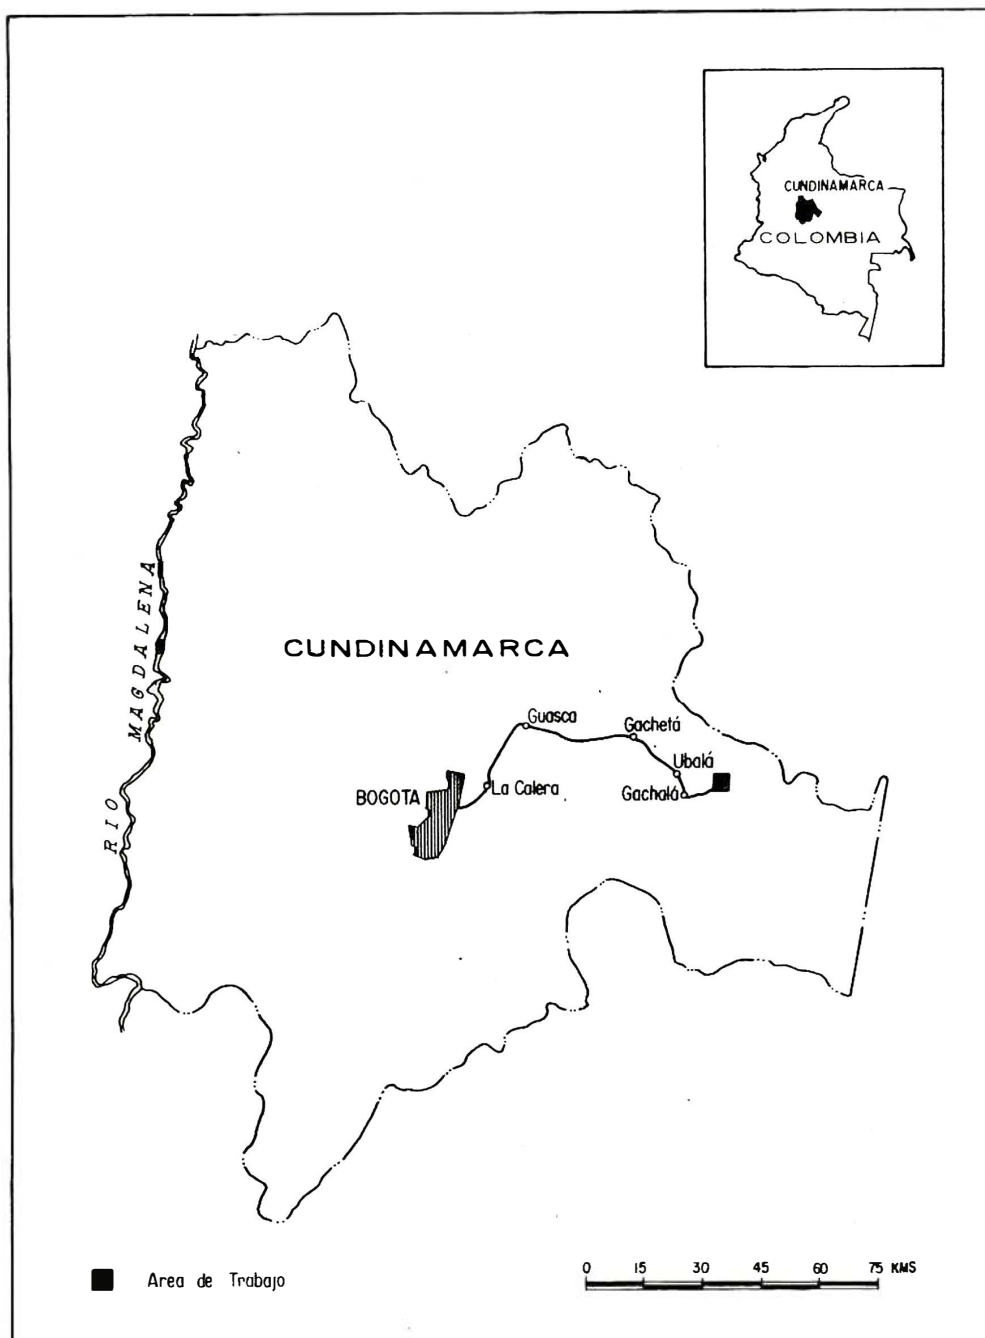 CUNDINAMARCA
COLOMBIA
RIO MAGDALENA
CUNDINAMARCA
Guasca
Gachetá
Ubalá
La Calera
Gachalá
BOGOTA
Area de Trabajo
0 15 30 45 60 75 KMS